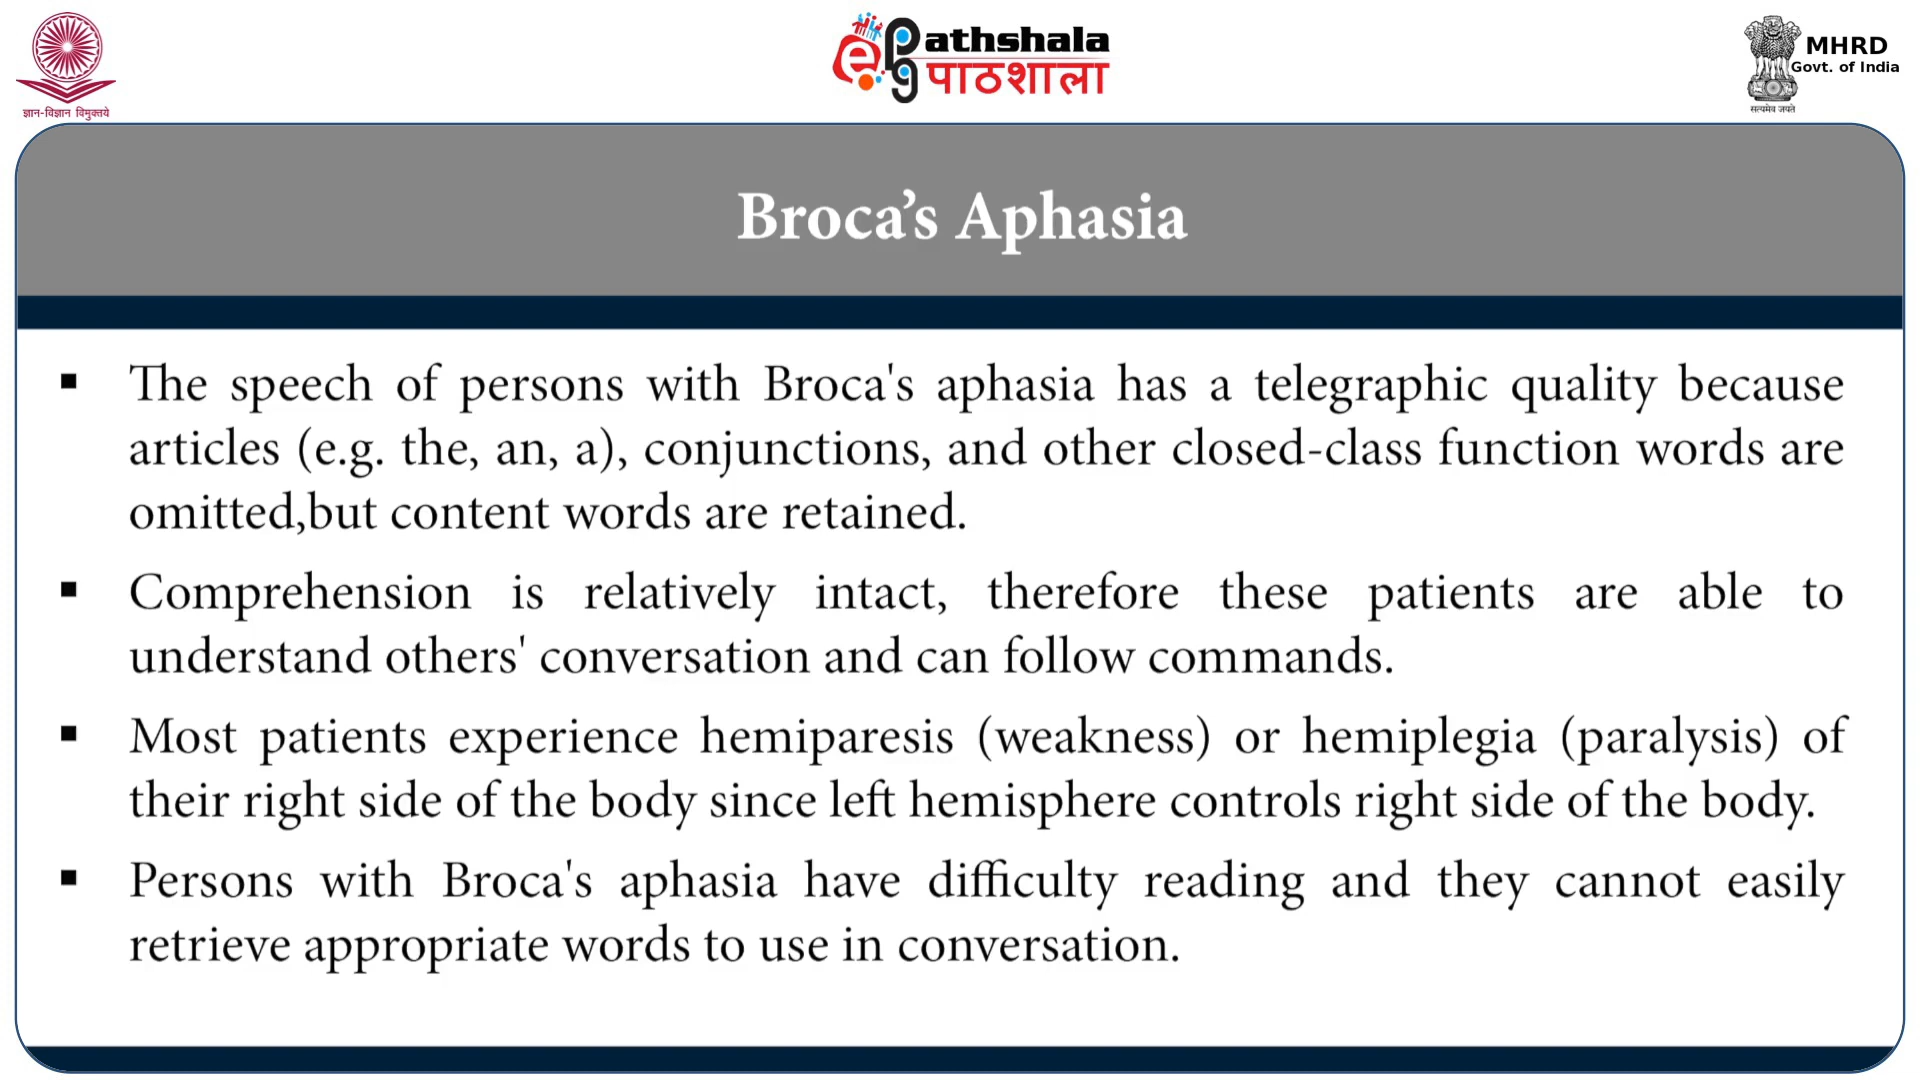 ज्ञान-विज्ञान विमुक्तये
ePG Pathshala
पाठशाला
MHRD
Govt. of India
सत्यमेव जयते
Broca’s Aphasia
▪ The speech of persons with Broca's aphasia has a telegraphic quality because
articles (e.g. the, an, a), conjunctions, and other closed-class function words are
omitted,but content words are retained.
▪ Comprehension is relatively intact, therefore these patients are able to
understand others' conversation and can follow commands.
▪ Most patients experience hemiparesis (weakness) or hemiplegia (paralysis) of
their right side of the body since left hemisphere controls right side of the body.
▪ Persons with Broca's aphasia have difficulty reading and they cannot easily
retrieve appropriate words to use in conversation.